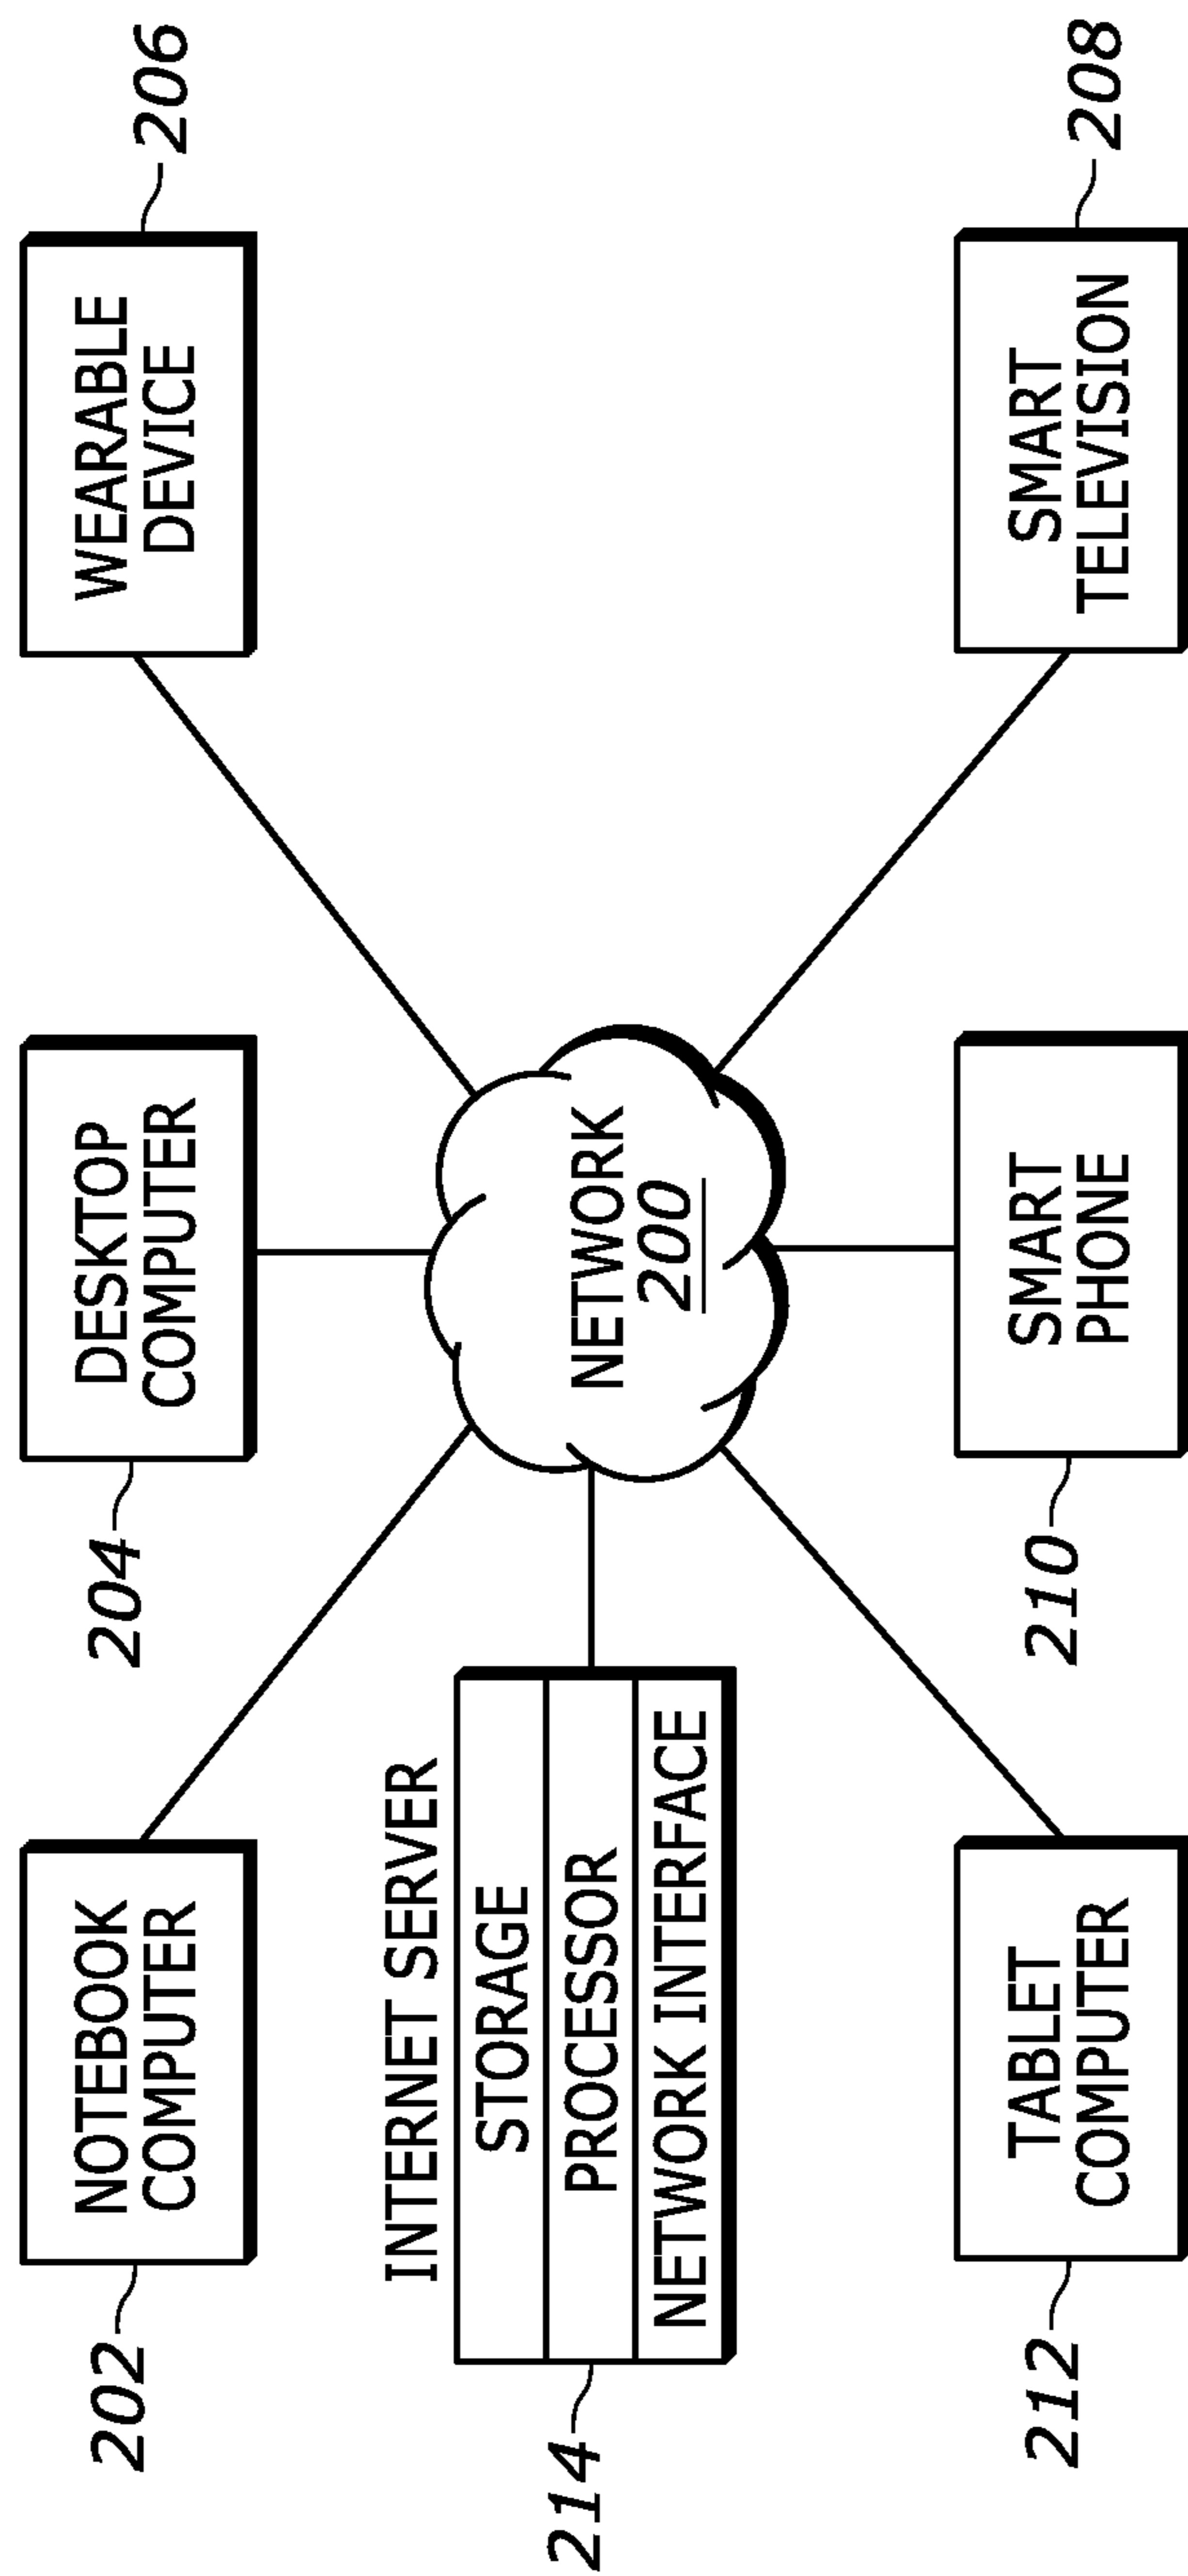 NOTEBOOK
COMPUTER
202
DESKTOP
COMPUTER
204
WEARABLE
DEVICE
206
INTERNET SERVER
STORAGE
PROCESSOR
NETWORK INTERFACE
214
NETWORK
200
TABLET
COMPUTER
212
SMART
PHONE
210
SMART
TELEVISION
208